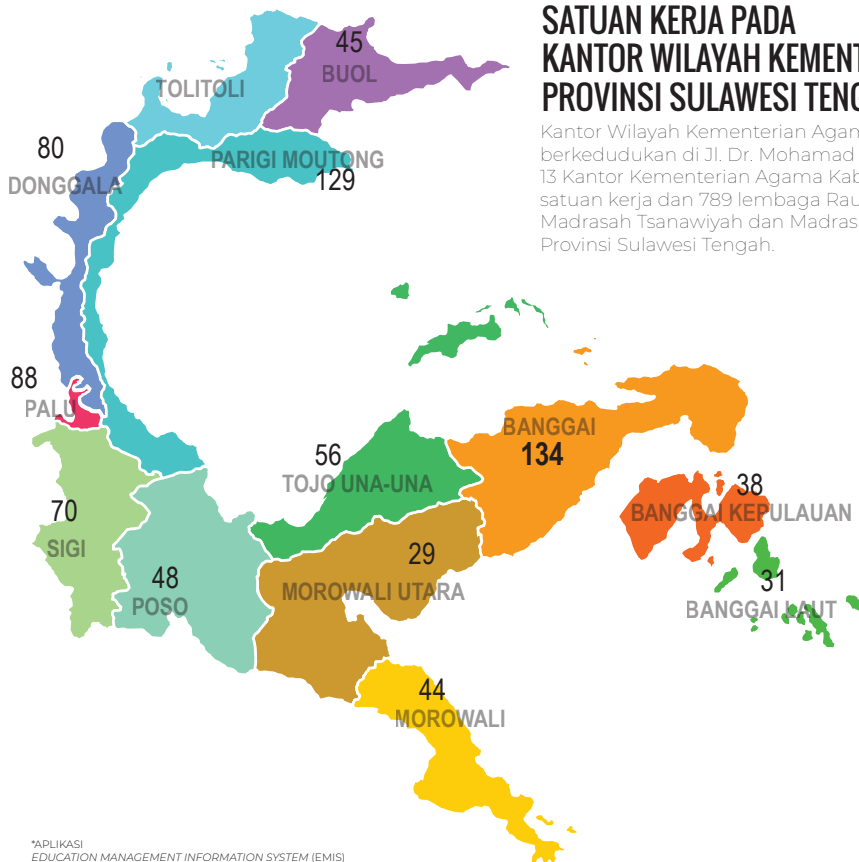 SATUAN KERJA PADA
KANTOR WILAYAH KEMENT
PROVINSI SULAWESI TENG
Kantor Wilayah Kementerian Agam
berkedudukan di Jl. Dr. Mohamad
13 Kantor Kementerian Agama Kab
satuan kerja dan 789 lembaga Rau
Madrasah Tsanawiyah dan Madras
Provinsi Sulawesi Tengah.
45
BUOL
TOLITOLI
80
DONGGALA
PARIGI MOUTONG
129
88
PALU
BANGGAI
134
56
TOJO UNA-UNA
38
BANGGAI KEPULAUAN
70
SIGI
29
MOROWALI UTARA
48
POSO
31
BANGGAI LAUT
44
MOROWALI
*APLIKASI
EDUCATION MANAGEMENT INFORMATION SYSTEM (EMIS)